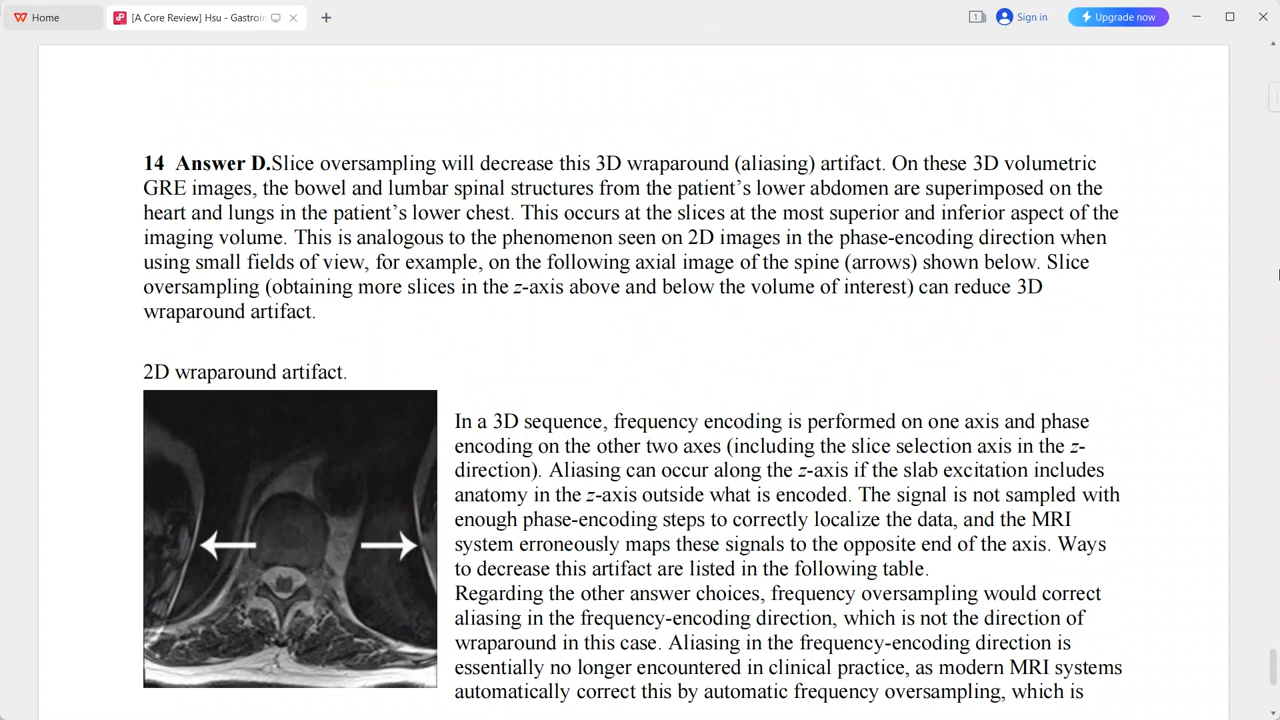 Home
[A Core Review] Hsu - Gastroin
1
Sign in
Upgrade now
14 Answer D.Slice oversampling will decrease this 3D wraparound (aliasing) artifact. On these 3D volumetric
GRE images, the bowel and lumbar spinal structures from the patient’s lower abdomen are superimposed on the
heart and lungs in the patient’s lower chest. This occurs at the slices at the most superior and inferior aspect of the
imaging volume. This is analogous to the phenomenon seen on 2D images in the phase-encoding direction when
using small fields of view, for example, on the following axial image of the spine (arrows) shown below. Slice
oversampling (obtaining more slices in the z-axis above and below the volume of interest) can reduce 3D
wraparound artifact.
2D wraparound artifact.
In a 3D sequence, frequency encoding is performed on one axis and phase
encoding on the other two axes (including the slice selection axis in the z-
direction). Aliasing can occur along the z-axis if the slab excitation includes
anatomy in the z-axis outside what is encoded. The signal is not sampled with
enough phase-encoding steps to correctly localize the data, and the MRI
system erroneously maps these signals to the opposite end of the axis. Ways
to decrease this artifact are listed in the following table.
Regarding the other answer choices, frequency oversampling would correct
aliasing in the frequency-encoding direction, which is not the direction of
wraparound in this case. Aliasing in the frequency-encoding direction is
essentially no longer encountered in clinical practice, as modern MRI systems
automatically correct this by automatic frequency oversampling, which is